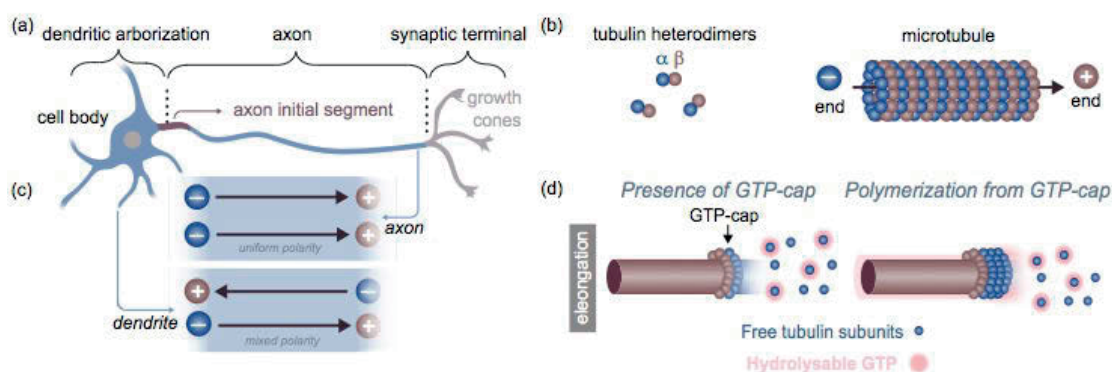 (a)
dendritic arborization
axon
synaptic terminal
cell body
axon initial segment
growth
cones
(b)
tubulin heterodimers
α β
microtubule
−
end
+
end
(c)
− +
− +
uniform polarity
axon
+ −
− +
mixed polarity
dendrite
(d)
Presence of GTP-cap
Polymerization from GTP-cap
GTP-cap
eleongation
Free tubulin subunits
Hydrolysable GTP